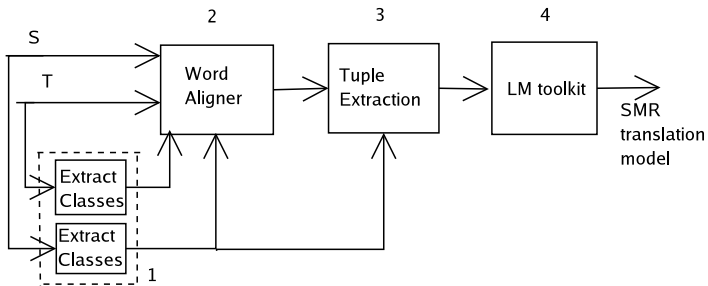 2
3
4
S
T
Word
Aligner
Tuple
Extraction
LM toolkit
SMR
translation
model
Extract
Classes
Extract
Classes
1